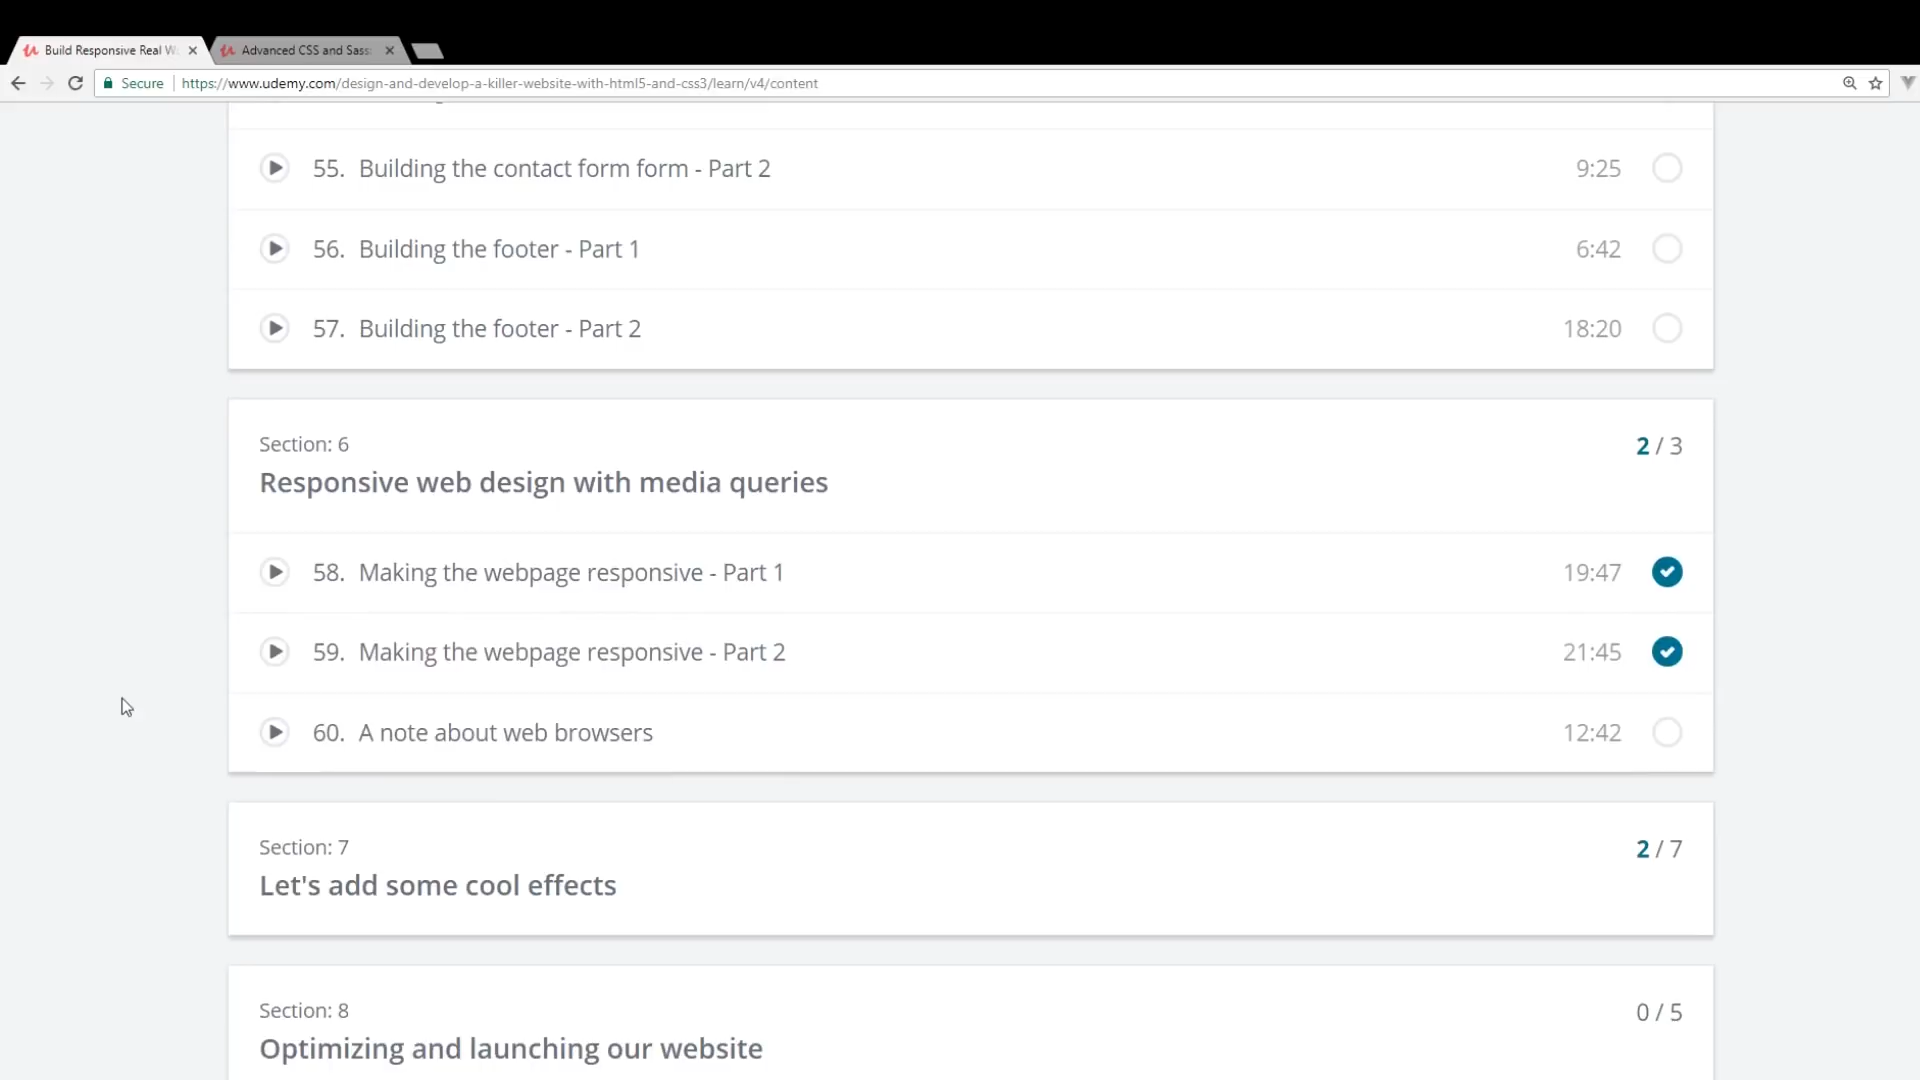 Build Responsive Real W
Advanced CSS and Sass:
Secure
https://www.udemy.com/design-and-develop-a-killer-website-with-html5-and-css3/learn/v4/content
55. Building the contact form form - Part 2 9:25
56. Building the footer - Part 1 6:42
57. Building the footer - Part 2 18:20
Section: 6 2 / 3
Responsive web design with media queries
58. Making the webpage responsive - Part 1 19:47
59. Making the webpage responsive - Part 2 21:45
60. A note about web browsers 12:42
Section: 7 2 / 7
Let's add some cool effects
Section: 8 0 / 5
Optimizing and launching our website